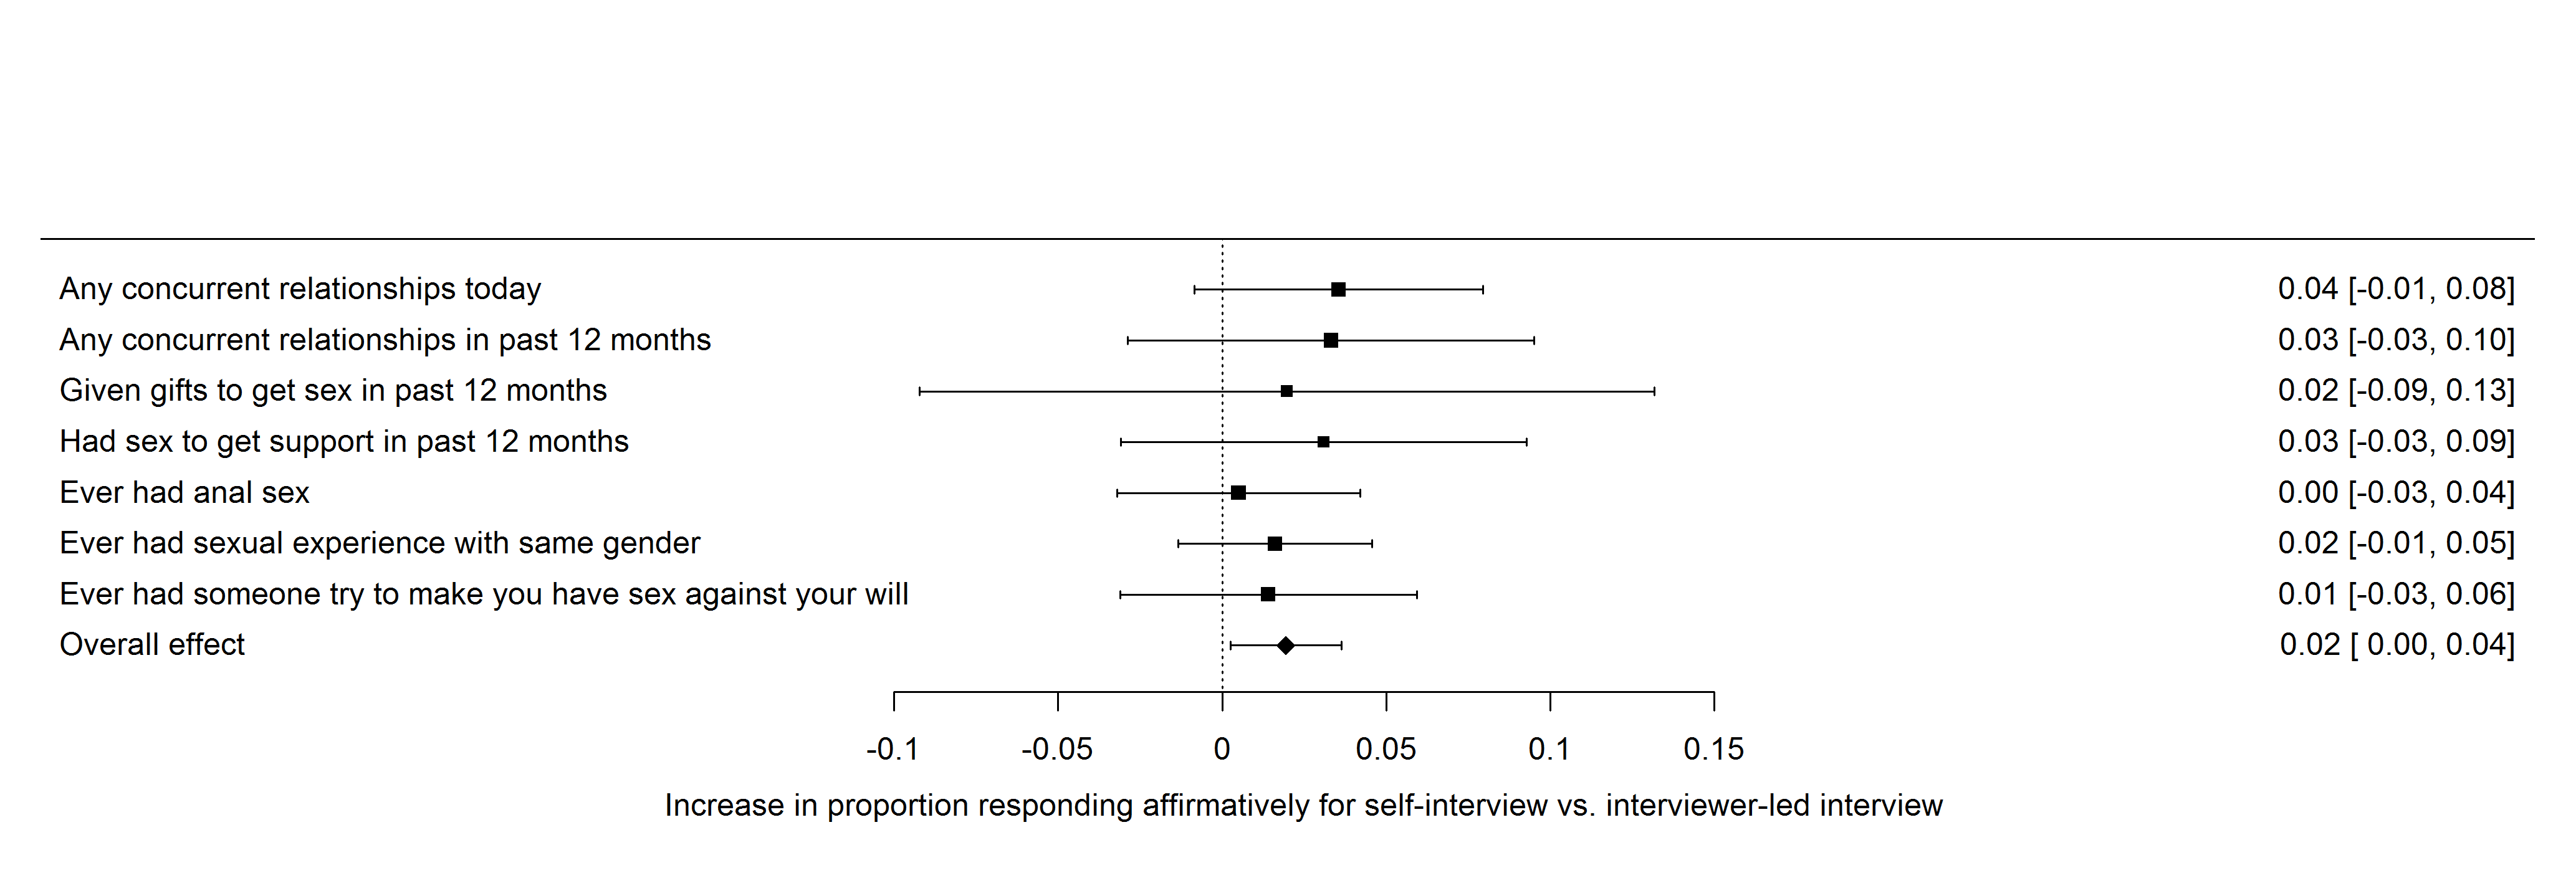 Any concurrent relationships today 0.04 [-0.01, 0.08]
Any concurrent relationships in past 12 months 0.03 [-0.03, 0.10]
Given gifts to get sex in past 12 months 0.02 [-0.09, 0.13]
Had sex to get support in past 12 months 0.03 [-0.03, 0.09]
Ever had anal sex 0.00 [-0.03, 0.04]
Ever had sexual experience with same gender 0.02 [-0.01, 0.05]
Ever had someone try to make you have sex against your will 0.01 [-0.03, 0.06]
Overall effect 0.02 [ 0.00, 0.04]
-0.1 -0.05 0 0.05 0.1 0.15
Increase in proportion responding affirmatively for self-interview vs. interviewer-led interview